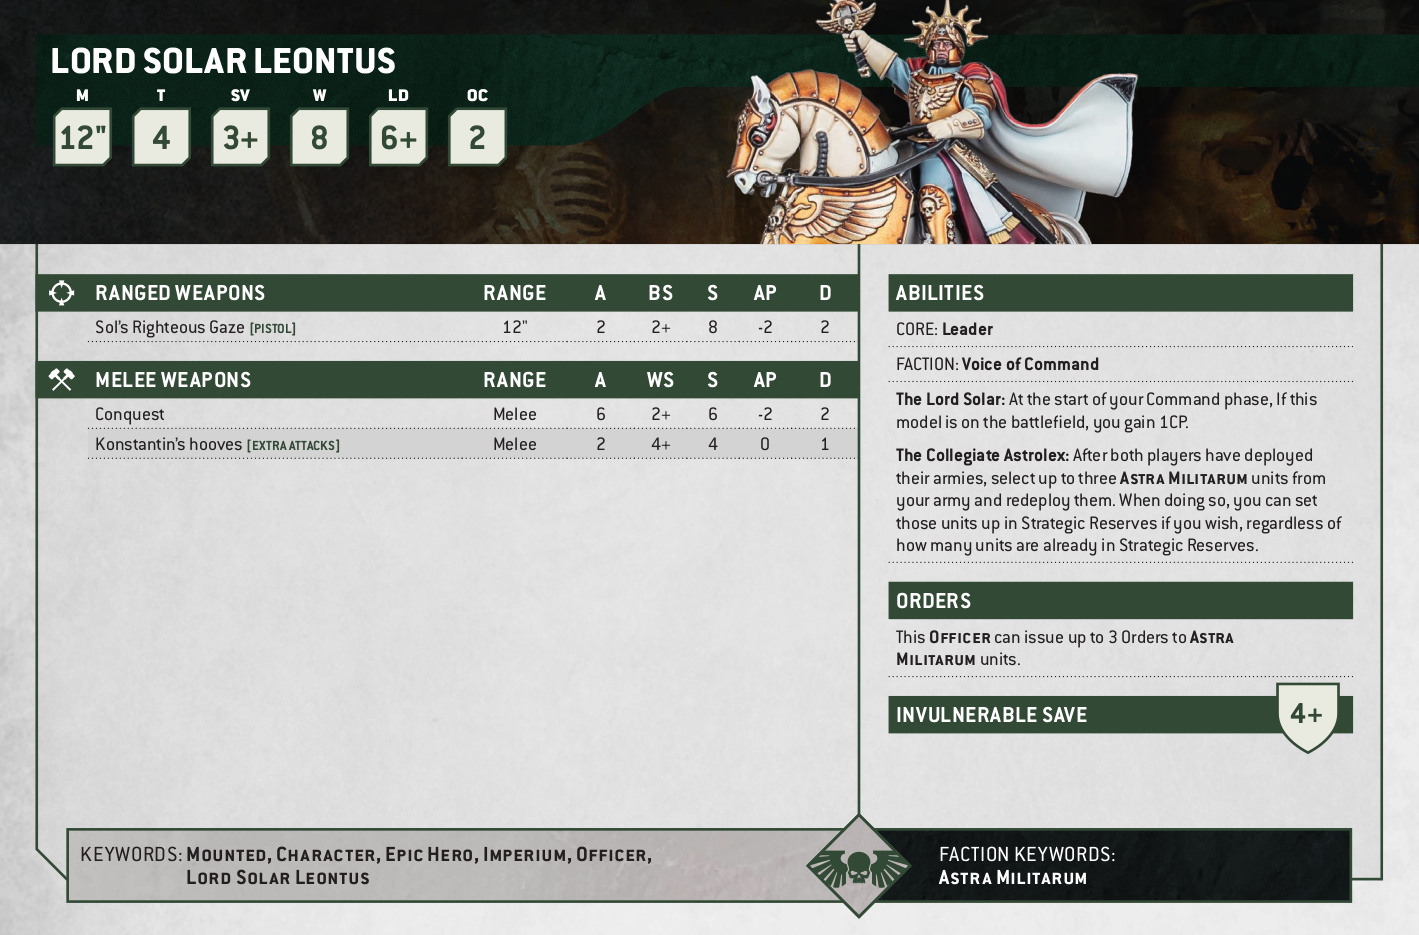 LORD SOLAR LEONTUS
M T SV W LD OC
12" 4 3+ 8 6+ 2
RANGED WEAPONS RANGE A BS S AP D
Sol's Righteous Gaze [PISTOL] 12" 2 2+ 8 -2 2
MELEE WEAPONS RANGE A WS S AP D
Conquest Melee 6 2+ 6 -2 2
Konstantin's hooves [EXTRA ATTACKS] Melee 2 4+ 4 0 1
ABILITIES
CORE: Leader
FACTION: Voice of Command
The Lord Solar: At the start of your Command phase, If this
model is on the battlefield, you gain 1CP.
The Collegiate Astrolex: After both players have deployed
their armies, select up to three ASTRA MILITARUM units from
your army and redeploy them. When doing so, you can set
those units up in Strategic Reserves if you wish, regardless of
how many units are already in Strategic Reserves.
ORDERS
This OFFICER can issue up to 3 Orders to ASTRA
MILITARUM units.
INVULNERABLE SAVE 4+
KEYWORDS: MOUNTED, CHARACTER, EPIC HERO, IMPERIUM, OFFICER,
LORD SOLAR LEONTUS
FACTION KEYWORDS:
ASTRA MILITARUM